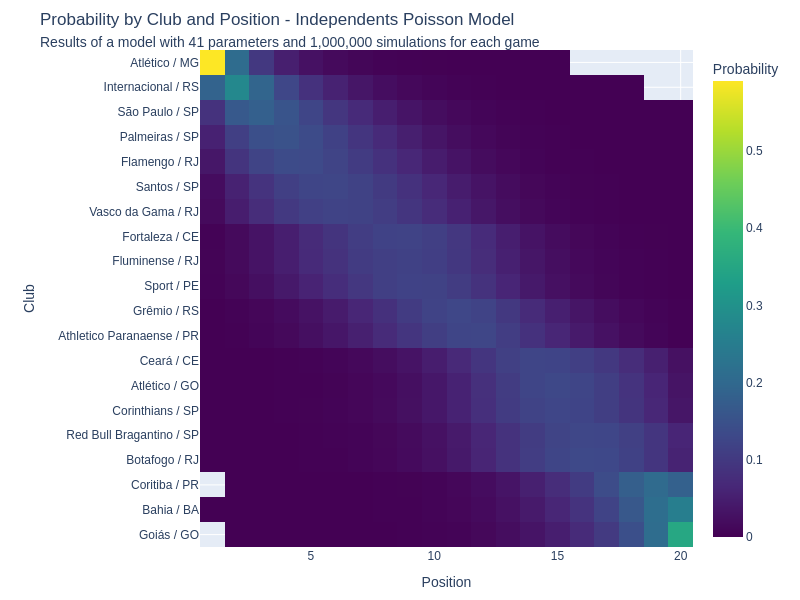 Probability by Club and Position - Independents Poisson Model
Results of a model with 41 parameters and 1,000,000 simulations for each game
Probability
Atlético / MG
Internacional / RS
São Paulo / SP
Palmeiras / SP
Flamengo / RJ
Santos / SP
Vasco da Gama / RJ
Fortaleza / CE
Fluminense / RJ
Sport / PE
Grêmio / RS
Athletico Paranaense / PR
Ceará / CE
Atlético / GO
Corinthians / SP
Red Bull Bragantino / SP
Botafogo / RJ
Coritiba / PR
Bahia / BA
Goiás / GO
Club
5
10
15
20
Position
0.5
0.4
0.3
0.2
0.1
0